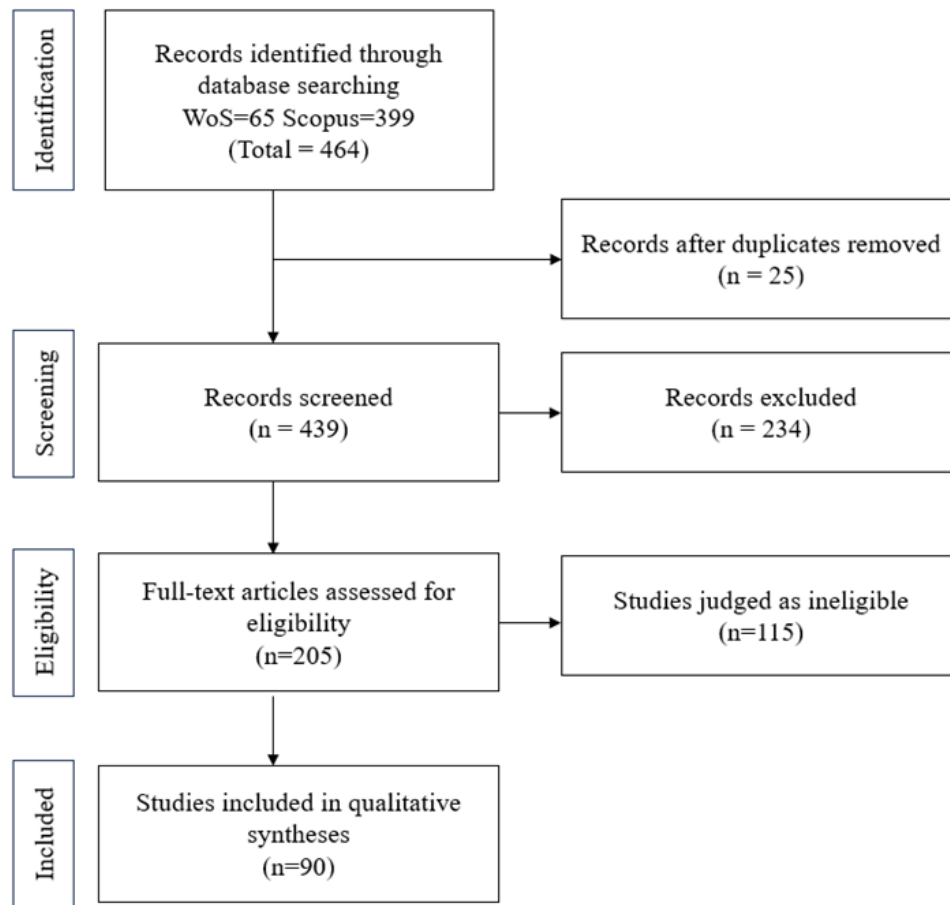 Identification
Records identified through
database searching
WoS=65 Scopus=399
(Total = 464)
Records after duplicates removed
(n = 25)
Screening
Records screened
(n = 439)
Records excluded
(n = 234)
Eligibility
Full-text articles assessed for
eligibility
(n=205)
Studies judged as ineligible
(n=115)
Included
Studies included in qualitative
syntheses
(n=90)